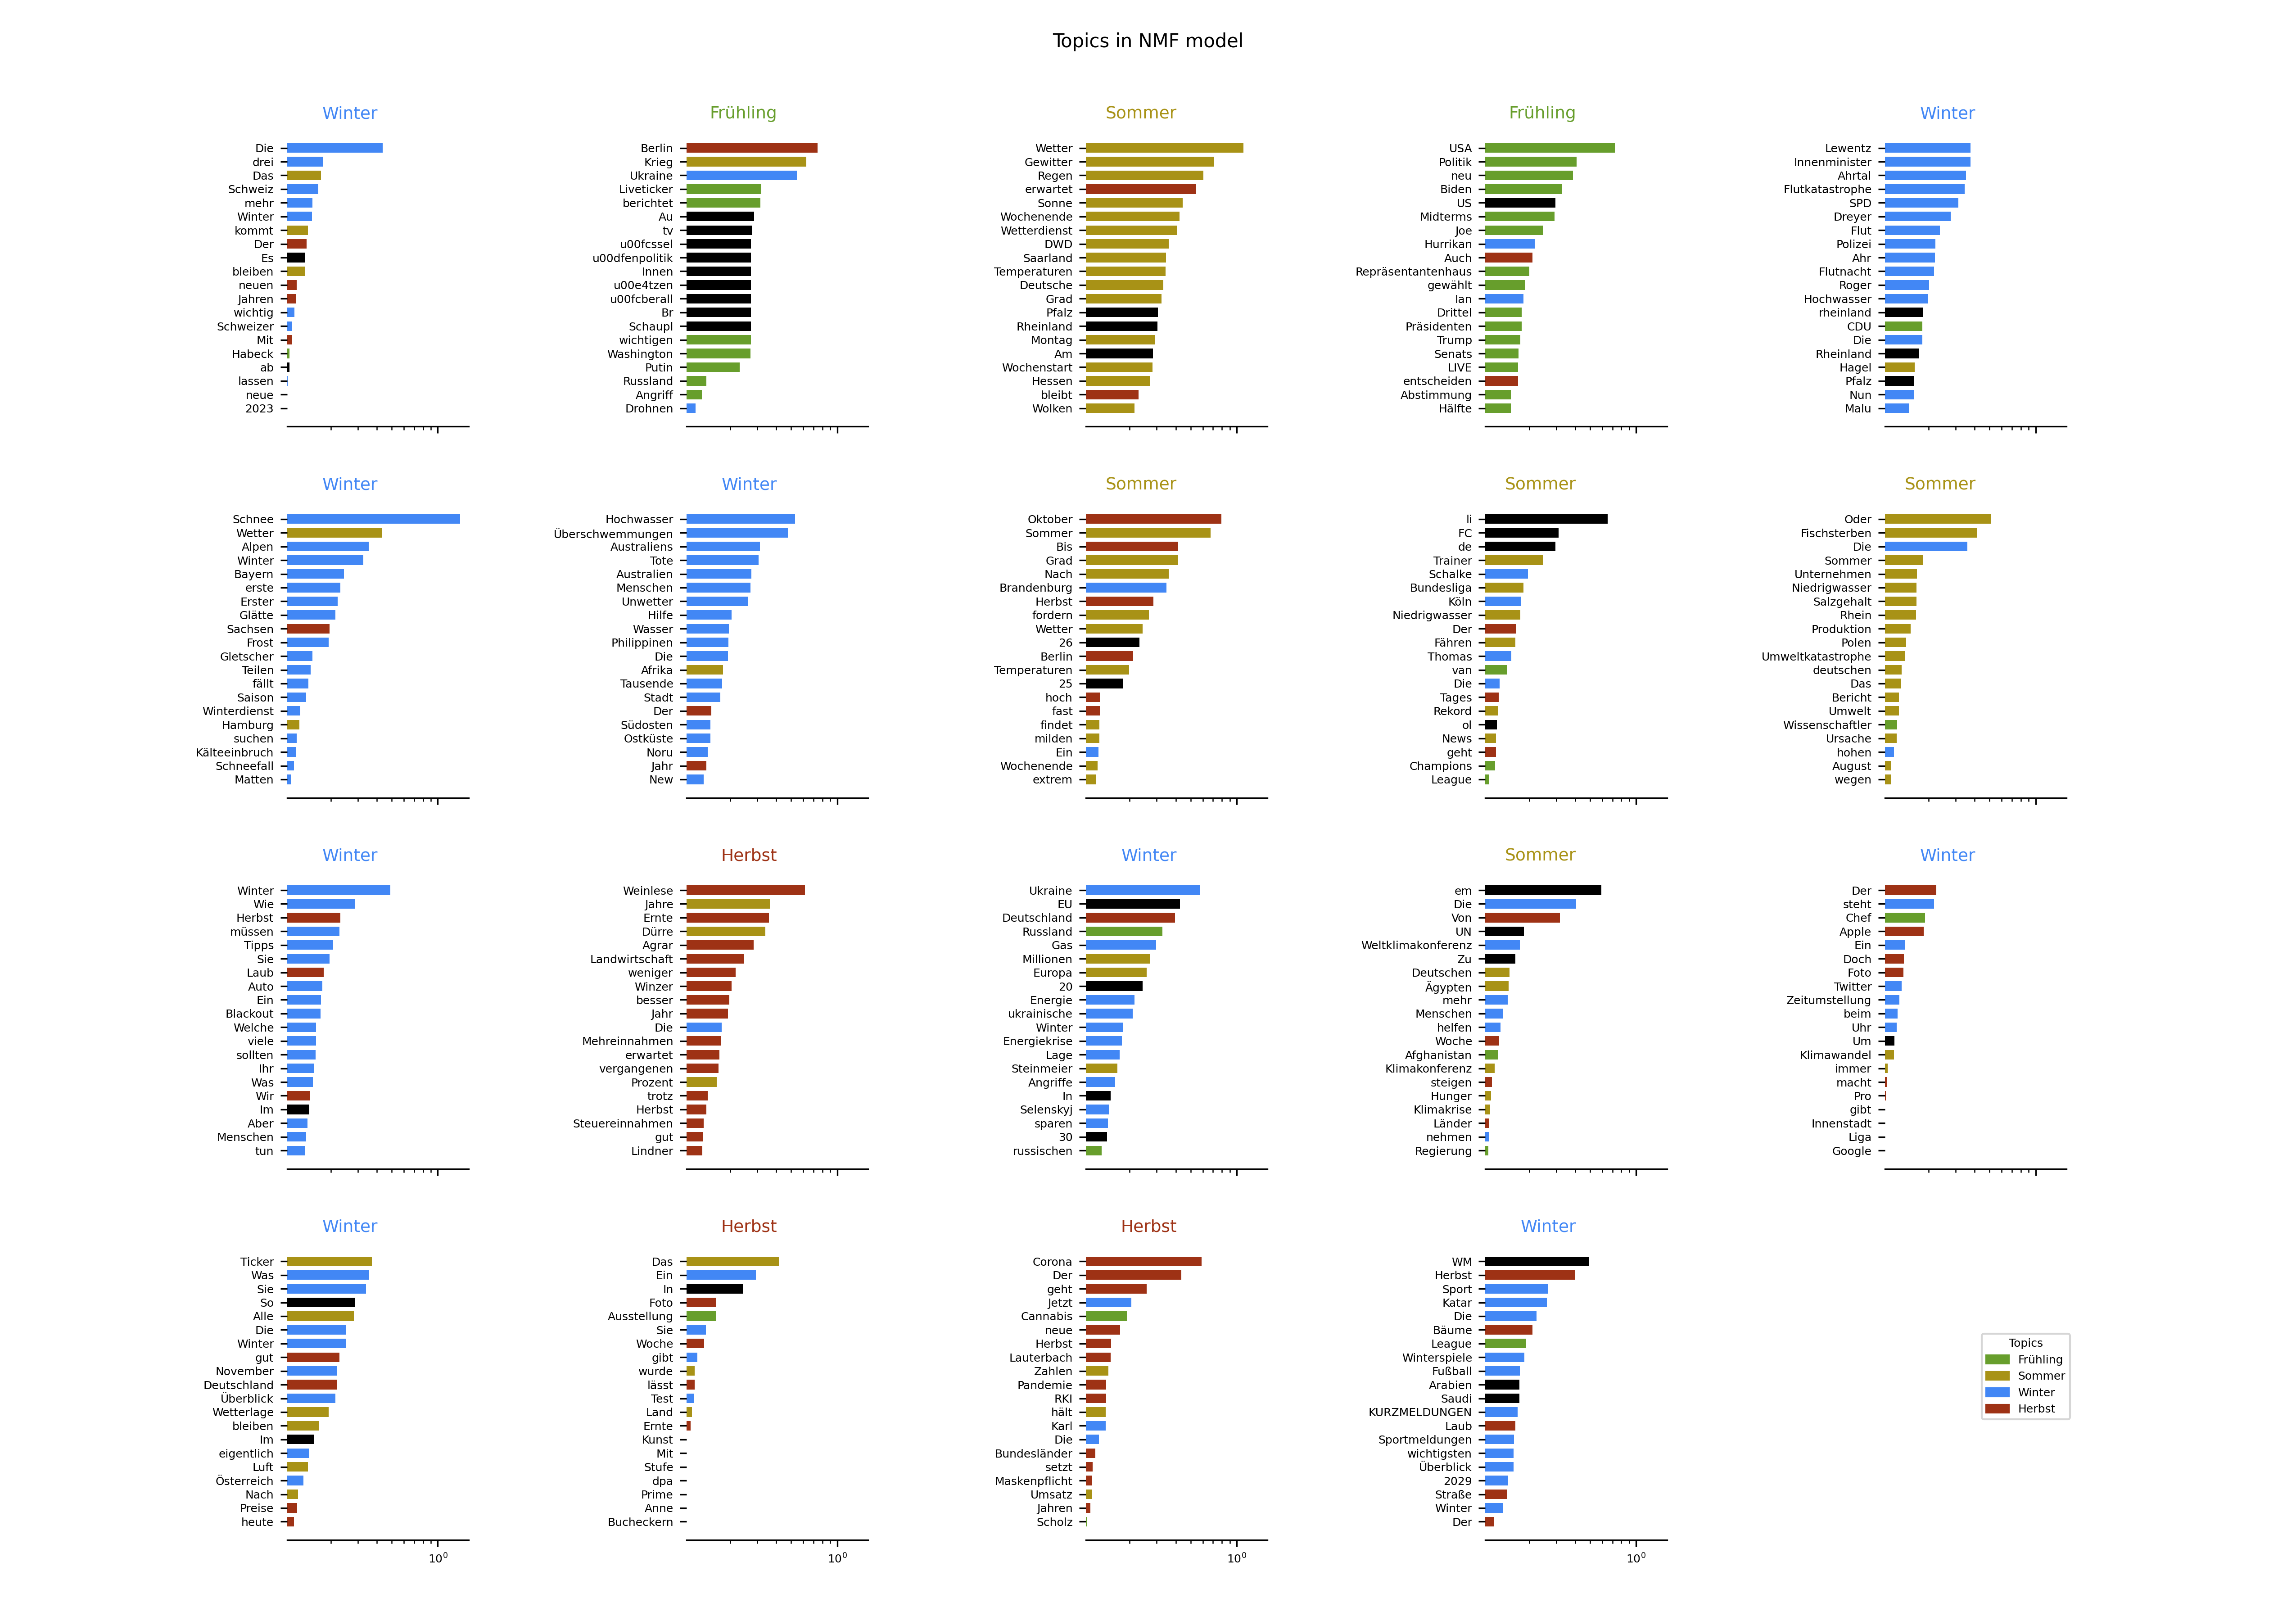 Topics in NMF model
Winter
Die
drei
Das
Schweiz
mehr
Winter
kommt
Der
Es
bleiben
neuen
Jahren
wichtig
Schweizer
Mit
Habeck
ab
lassen
neue
2023
Frühling
Berlin
Krieg
Ukraine
Liveticker
berichtet
Au
tv
u00fcssel
u00dfenpolitik
Innen
u00e4tzen
u00fcberall
Br
Schaupl
wichtigen
Washington
Putin
Russland
Angriff
Drohnen
Sommer
Wetter
Gewitter
Regen
erwartet
Sonne
Wochenende
Wetterdienst
DWD
Saarland
Temperaturen
Deutsche
Grad
Pfalz
Rheinland
Montag
Am
Wochenstart
Hessen
bleibt
Wolken
Frühling
USA
Politik
neu
Biden
US
Midterms
Joe
Hurrikan
Auch
Repräsentantenhaus
gewählt
Ian
Drittel
Präsidenten
Trump
Senats
LIVE
entscheiden
Abstimmung
Hälfte
Winter
Lewentz
Innenminister
Ahrtal
Flutkatastrophe
SPD
Dreyer
Flut
Polizei
Ahr
Flutnacht
Roger
Hochwasser
rheinland
CDU
Die
Rheinland
Hagel
Pfalz
Nun
Malu
Winter
Schnee
Wetter
Alpen
Winter
Bayern
erste
Erster
Glätte
Sachsen
Frost
Gletscher
Teilen
fällt
Saison
Winterdienst
Hamburg
suchen
Kälteeinbruch
Schneefall
Matten
Winter
Hochwasser
Überschwemmungen
Australiens
Tote
Australien
Menschen
Unwetter
Hilfe
Wasser
Philippinen
Die
Afrika
Tausende
Stadt
Der
Südosten
Ostküste
Noru
Jahr
New
Sommer
Oktober
Sommer
Bis
Grad
Nach
Brandenburg
Herbst
fordern
Wetter
26
Berlin
Temperaturen
25
hoch
fast
findet
milden
Ein
Wochenende
extrem
Sommer
li
FC
de
Trainer
Schalke
Bundesliga
Köln
Niedrigwasser
Der
Fähren
Thomas
van
Die
Tages
Rekord
ol
News
geht
Champions
League
Sommer
Oder
Fischsterben
Die
Sommer
Unternehmen
Niedrigwasser
Salzgehalt
Rhein
Produktion
Polen
Umweltkatastrophe
deutschen
Das
Bericht
Umwelt
Wissenschaftler
Ursache
hohen
August
wegen
Winter
Winter
Wie
Herbst
müssen
Tipps
Sie
Laub
Auto
Ein
Blackout
Welche
viele
sollten
Ihr
Was
Wir
Im
Aber
Menschen
tun
Herbst
Weinlese
Jahre
Ernte
Dürre
Agrar
Landwirtschaft
weniger
Winzer
besser
Jahr
Die
Mehreinnahmen
erwartet
vergangenen
Prozent
trotz
Herbst
Steuereinnahmen
gut
Lindner
Winter
Ukraine
EU
Deutschland
Russland
Gas
Millionen
Europa
20
Energie
ukrainische
Winter
Energiekrise
Lage
Steinmeier
Angriffe
In
Selenskyj
sparen
30
russischen
Sommer
em
Die
Von
UN
Weltklimakonferenz
Zu
Deutschen
Ägypten
mehr
Menschen
helfen
Woche
Afghanistan
Klimakonferenz
steigen
Hunger
Klimakrise
Länder
nehmen
Regierung
Winter
Der
steht
Chef
Apple
Ein
Doch
Foto
Twitter
Zeitumstellung
beim
Uhr
Um
Klimawandel
immer
macht
Pro
gibt
Innenstadt
Liga
Google
Winter
Ticker
Was
Sie
So
Alle
Die
Winter
gut
November
Deutschland
Überblick
Wetterlage
bleiben
Im
eigentlich
Luft
Österreich
Nach
Preise
heute
10⁰
Herbst
Das
Ein
In
Foto
Ausstellung
Sie
Woche
gibt
wurde
lässt
Test
Land
Ernte
Kunst
Mit
Stufe
dpa
Prime
Anne
Bucheckern
10⁰
Herbst
Corona
Der
geht
Jetzt
Cannabis
neue
Herbst
Lauterbach
Zahlen
Pandemie
RKI
hält
Karl
Die
Bundesländer
setzt
Maskenpflicht
Umsatz
Jahren
Scholz
10⁰
Winter
WM
Herbst
Sport
Katar
Die
Bäume
League
Winterspiele
Fußball
Arabien
Saudi
KURZMELDUNGEN
Laub
Sportmeldungen
wichtigsten
Überblick
2029
Straße
Winter
Der
10⁰
Topics
Frühling
Sommer
Winter
Herbst